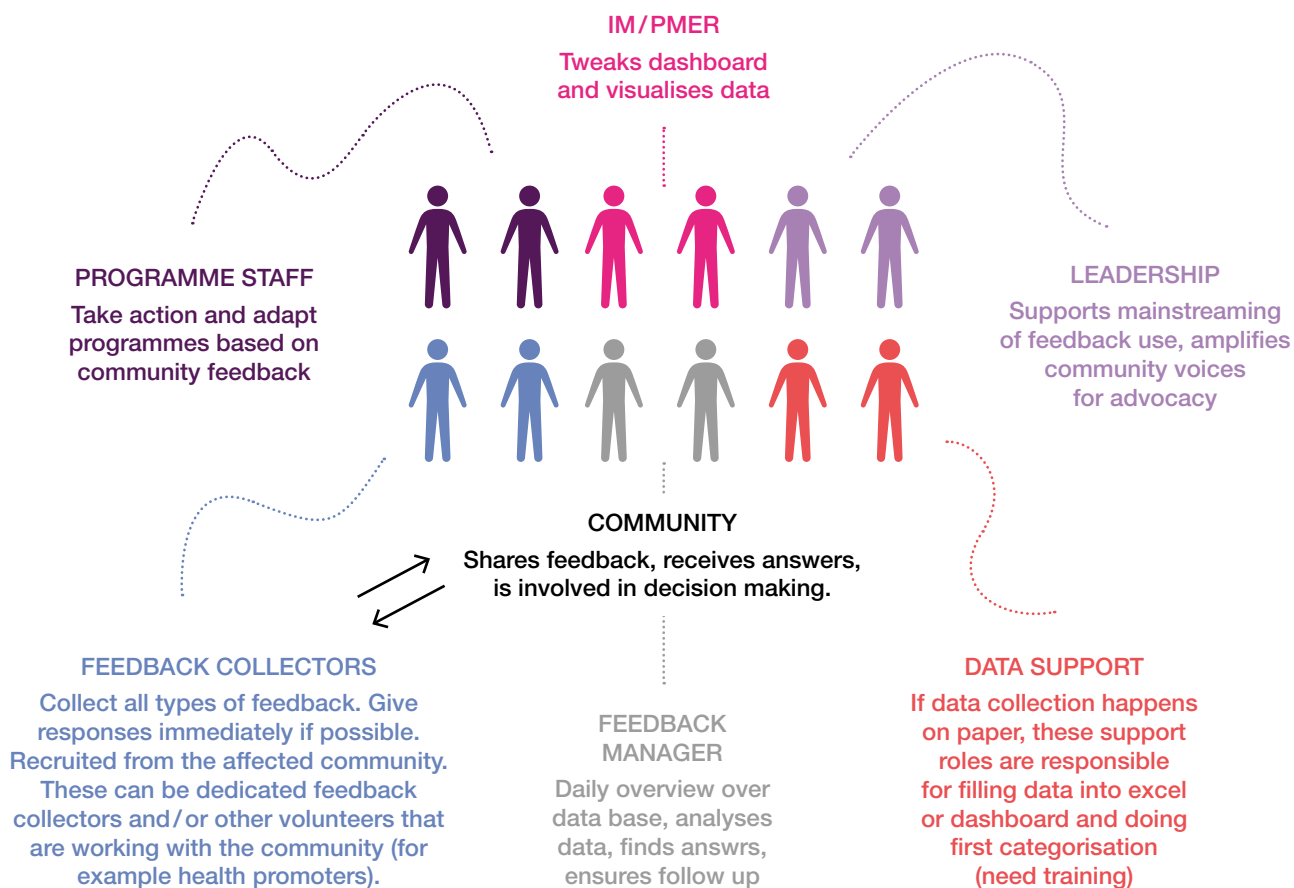 IM/PMER
Tweaks dashboard
and visualises data
PROGRAMME STAFF
Take action and adapt
programmes based on
community feedback
LEADERSHIP
Supports mainstreaming
of feedback use, amplifies
community voices
for advocacy
COMMUNITY
Shares feedback, receives answers,
is involved in decision making.
FEEDBACK COLLECTORS
Collect all types of feedback. Give
responses immediately if possible.
Recruited from the affected community.
These can be dedicated feedback
collectors and/or other volunteers that
are working with the community (for
example health promoters).
FEEDBACK
MANAGER
Daily overview over
data base, analyses
data, finds answrs,
ensures follow up
DATA SUPPORT
If data collection happens
on paper, these support
roles are responsible
for filling data into excel
or dashboard and doing
first categorisation
(need training)